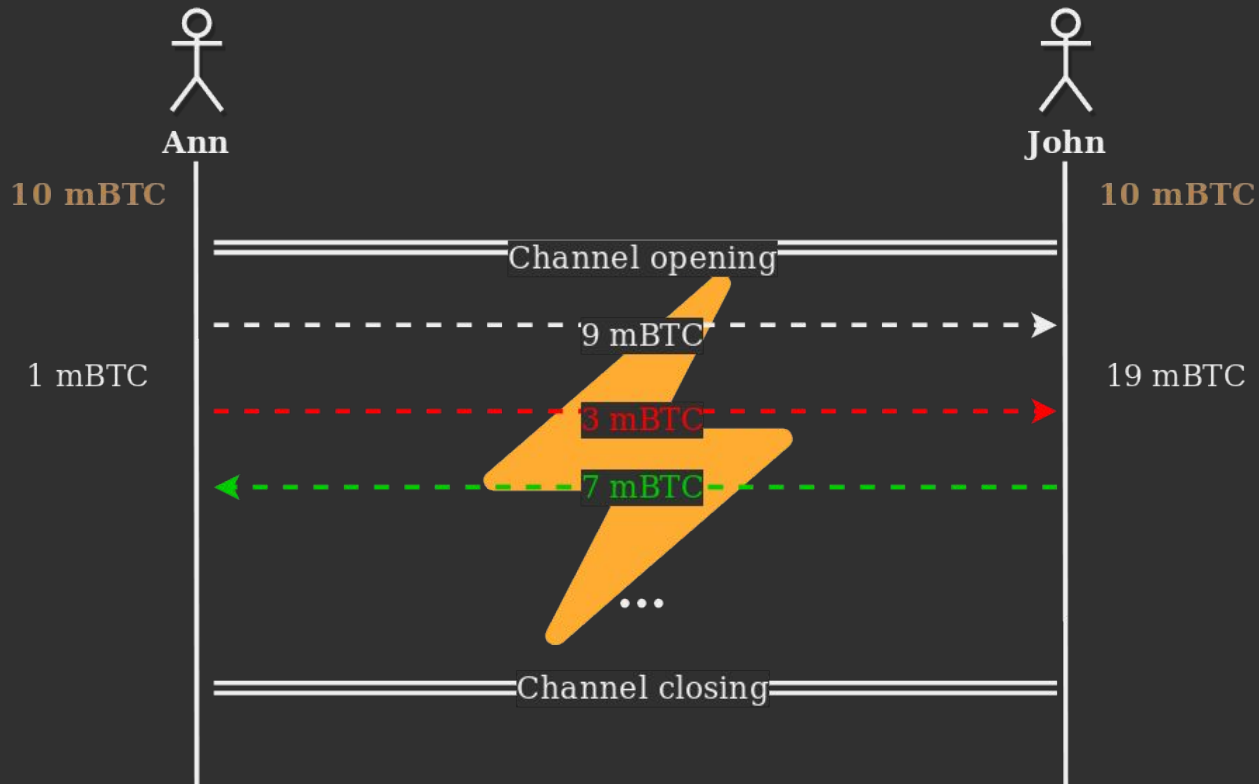 Ann
John
10 mBTC
10 mBTC
Channel opening
9 mBTC
1 mBTC
19 mBTC
3 mBTC
7 mBTC
...
Channel closing